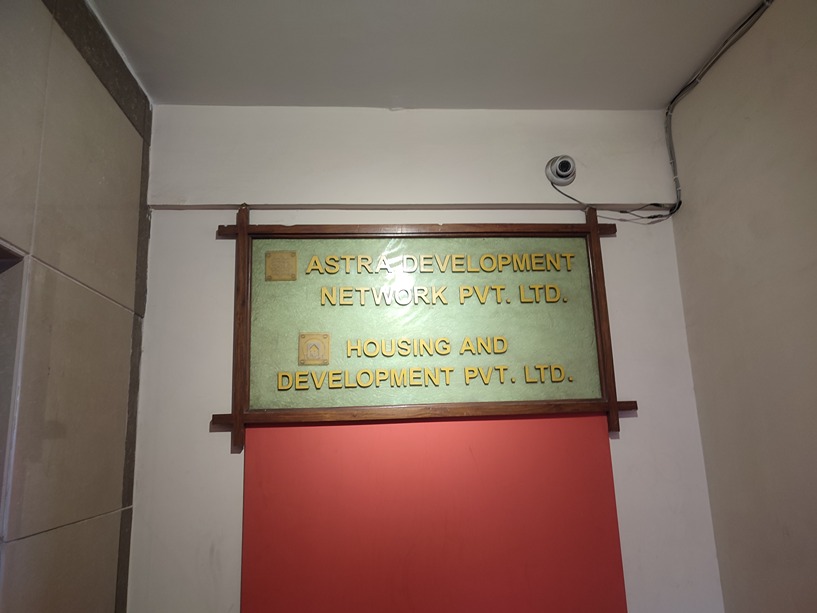 ASTRA DEVELOPMENT
NETWORK PVT. LTD.
HOUSING AND
DEVELOPMENT PVT. LTD.